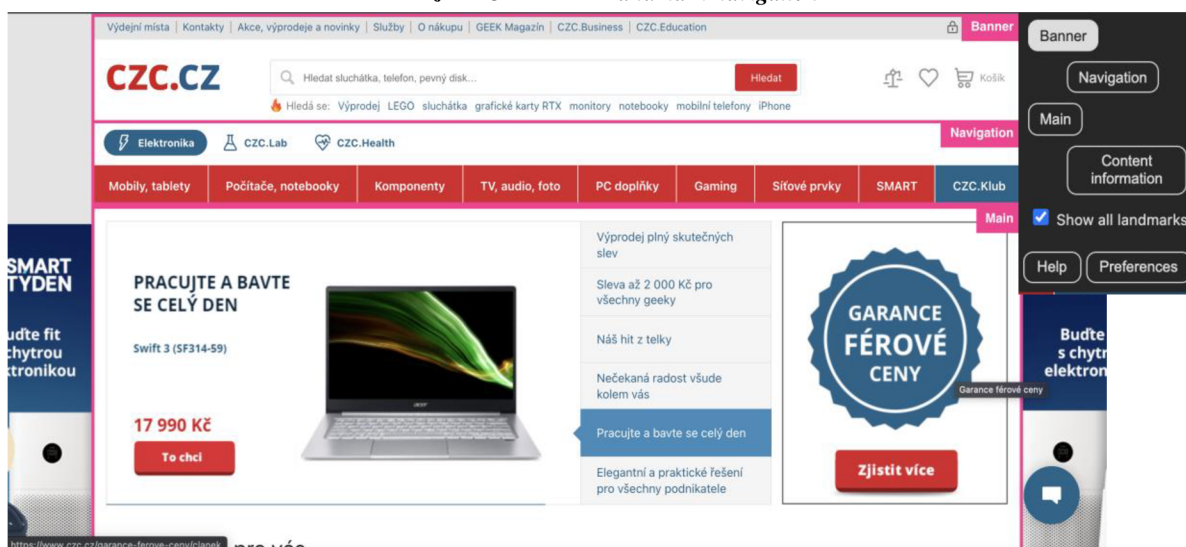 Výdejní místa | Kontakty | Akce, výprodeje a novinky | Služby | O nákupu | GEEK Magazín | CZC.Business | CZC.Education
Banner
CZC.CZ
Hledat sluchátka, telefon, pevný disk...
Hledat
Košík
Hledá se: Výprodej LEGO sluchátka grafické karty RTX monitory notebooky mobilní telefony iPhone
Navigation
Elektronika
CZC.Lab
CZC.Health
Mobily, tablety
Počítače, notebooky
Komponenty
TV, audio, foto
PC doplňky
Gaming
Síťové prvky
SMART
CZC.Klub
Main
PRACUJTE A BAVTE
SE CELÝ DEN
Swift 3 (SF314-59)
17 990 Kč
To chci
acer
Výprodej plný skutečných
slev
Sleva až 2 000 Kč pro
všechny geeky
Náš hit z telky
Nečekaná radost všude
kolem vás
Pracujte a bavte se celý den
Elegantní a praktické řešení
pro všechny podnikatele
GARANCE
FÉROVÉ
CENY
Garance férové ceny
Zjistit více
SMART
TYDEN
uďte fit
chytrou
ktronikou
Buďte
s chytr
elektron
Banner
Navigation
Main
Content
information
Show all landmarks
Help
Preferences
https://www.czc.cz/garance-ferove-ceny/clanek